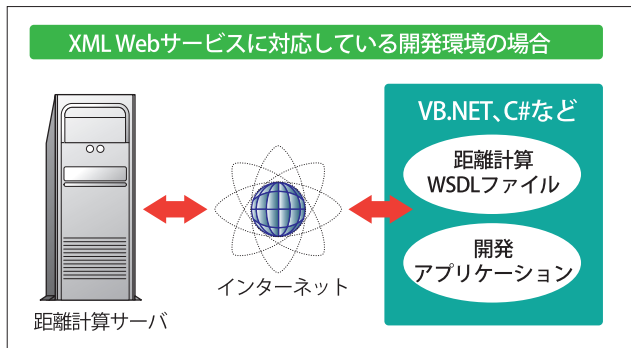 XML Webサービスに対応している開発環境の場合
VB.NET、C#など
距離計算
WSDLファイル
開発
アプリケーション
インターネット
距離計算サーバ